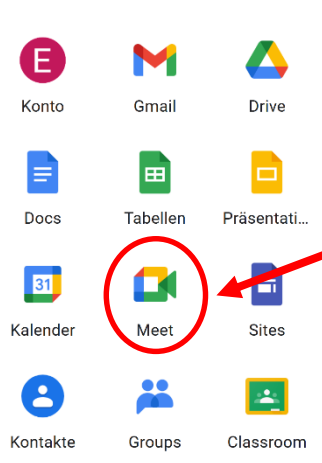 E
Konto Gmail Drive
Docs Tabellen Präsentati...
31
Kalender Meet Sites
Kontakte Groups Classroom